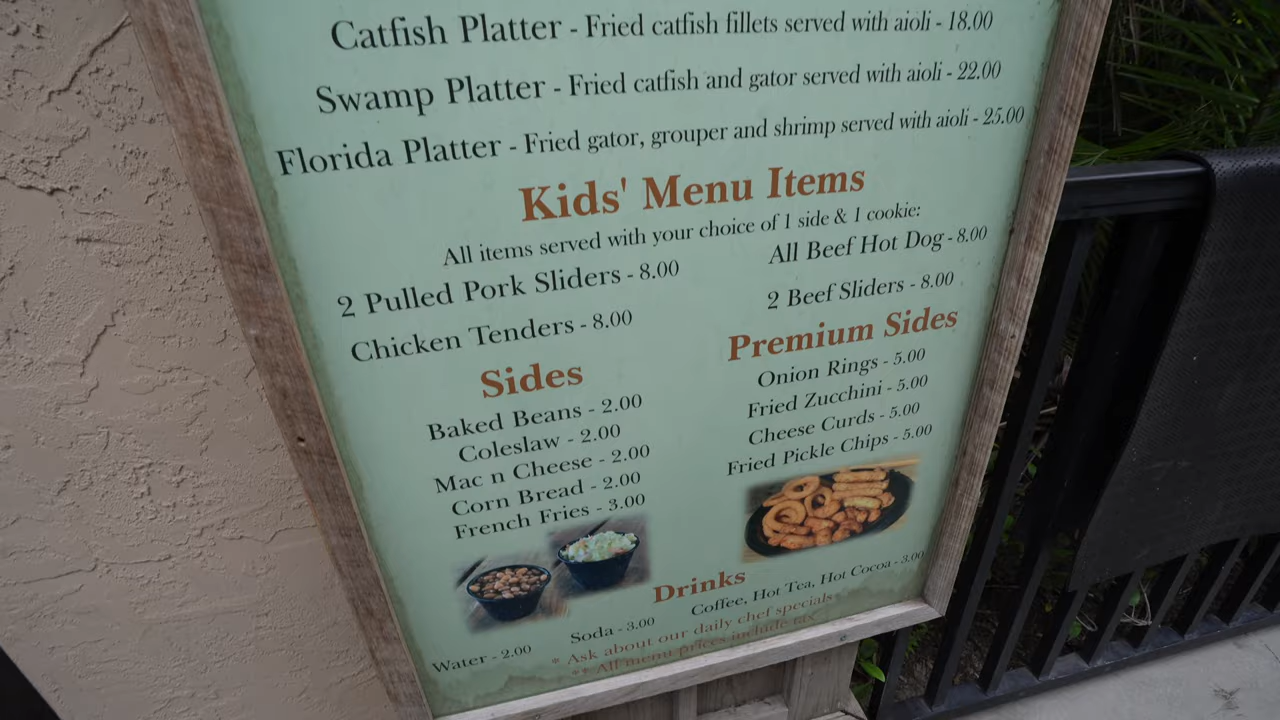 Catfish Platter - Fried catfish fillets served with aioli - 18.00
Swamp Platter - Fried catfish and gator served with aioli - 22.00
Florida Platter - Fried gator, grouper and shrimp served with aioli - 25.00
Kids' Menu Items
All items served with your choice of 1 side & 1 cookie:
2 Pulled Pork Sliders - 8.00
All Beef Hot Dog - 8.00
Chicken Tenders - 8.00
2 Beef Sliders - 8.00
Sides
Baked Beans - 2.00
Coleslaw - 2.00
Mac n Cheese - 2.00
Corn Bread - 2.00
French Fries - 3.00
Premium Sides
Onion Rings - 5.00
Fried Zucchini - 5.00
Cheese Curds - 5.00
Fried Pickle Chips - 5.00
Drinks
Water - 2.00
Soda - 3.00
Coffee, Hot Tea, Hot Cocoa - 3.00
* Ask about our daily chef specials
** All menu prices include tax